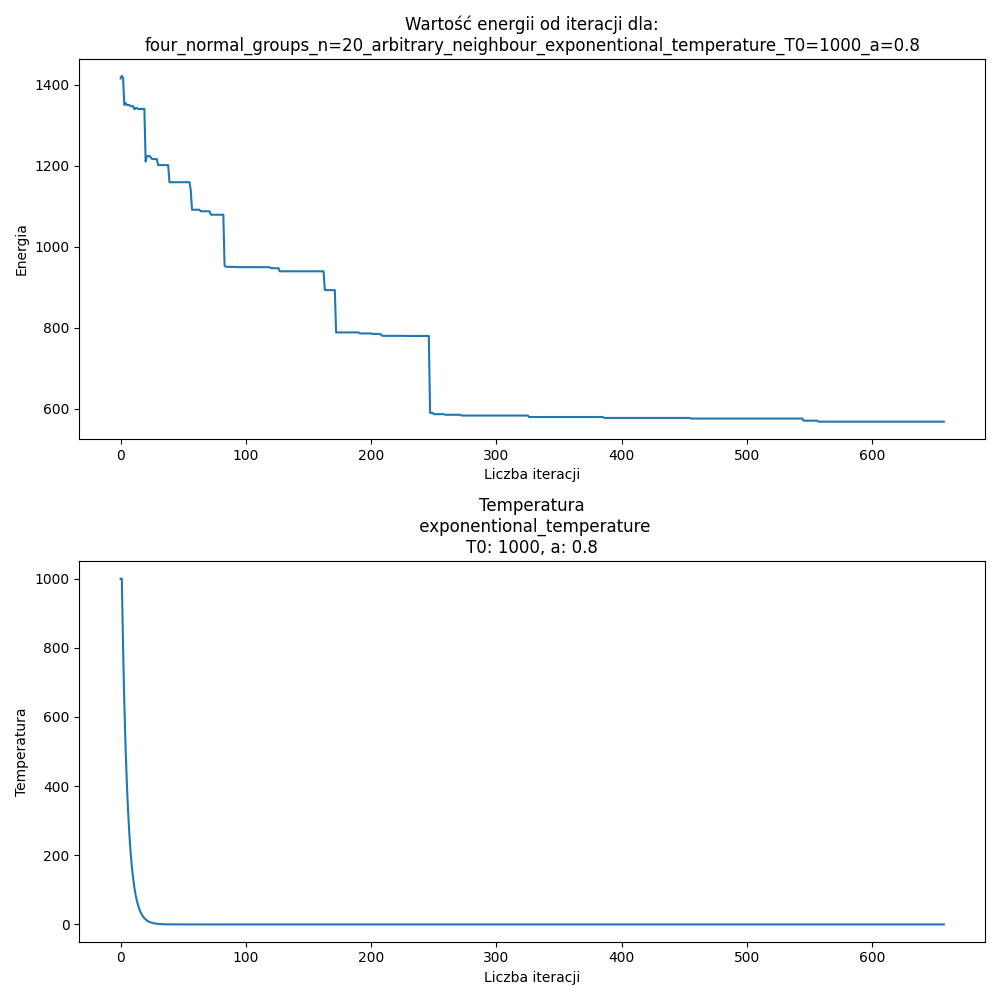 Wartość energii od iteracji dla:
four_normal_groups_n=20_arbitrary_neighbour_exponentional_temperature_T0=1000_a=0.8
1400
1200
1000
800
600
Energia
0 100 200 300 400 500 600
Liczba iteracji
Temperatura
exponentional_temperature
T0: 1000, a: 0.8
1000
800
600
400
200
0
Temperatura
0 100 200 300 400 500 600
Liczba iteracji